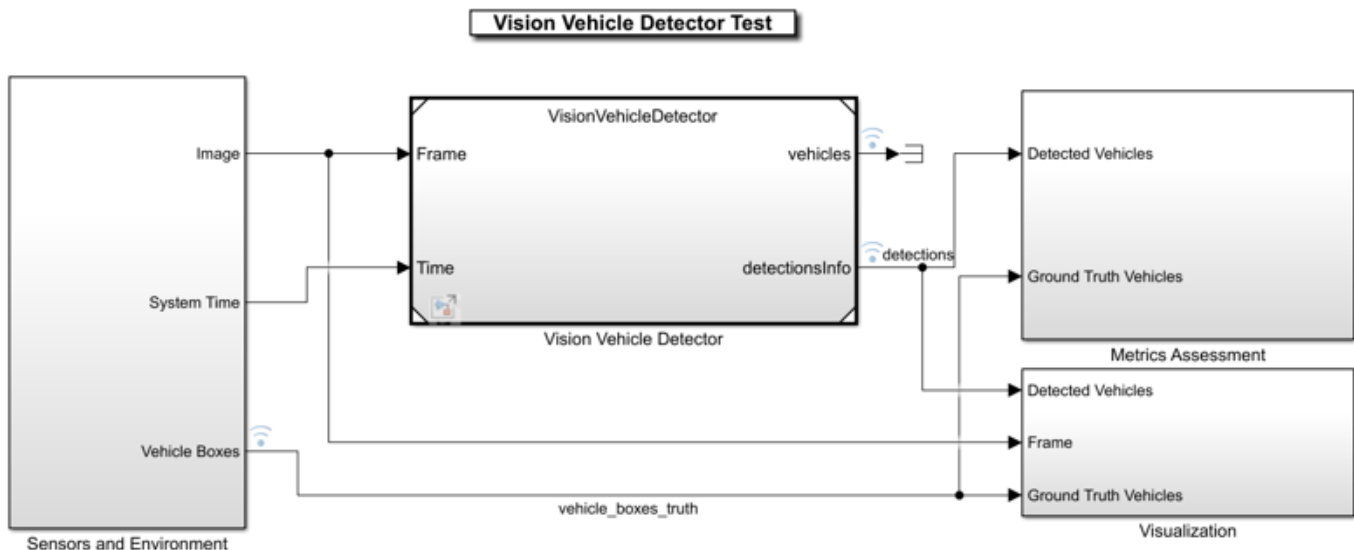 Vision Vehicle Detector Test
Image
System Time
Vehicle Boxes
Sensors and Environment
VisionVehicleDetector
Frame
vehicles
Time
detectionsInfo
Vision Vehicle Detector
detections
vehicle_boxes_truth
Detected Vehicles
Ground Truth Vehicles
Metrics Assessment
Detected Vehicles
Frame
Ground Truth Vehicles
Visualization